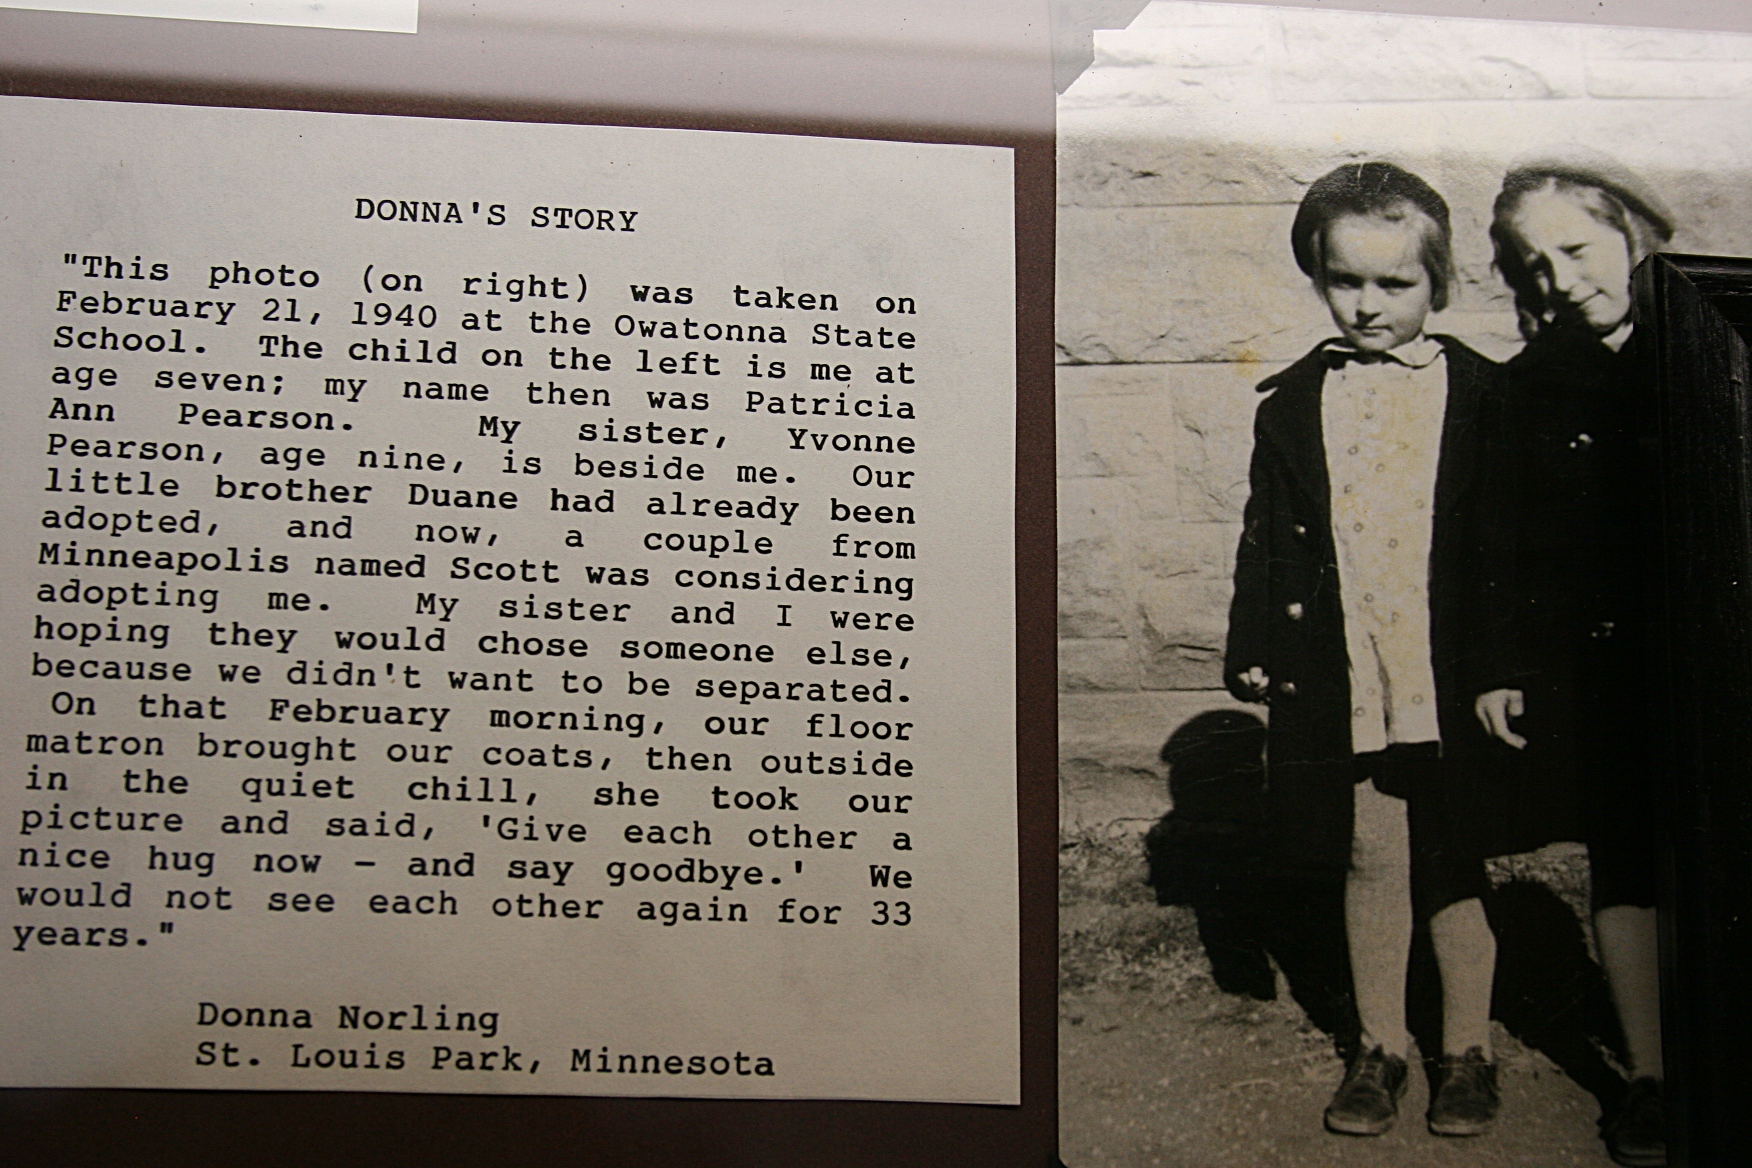 DONNA'S STORY
"This photo (on right) was taken on
February 21, 1940 at the Owatonna State
School. The child on the left is me at
age seven; my name then was Patricia
Ann Pearson. My sister, Yvonne
Pearson, age nine, is beside me. Our
little brother Duane had already been
adopted, and now, a couple from
Minneapolis named Scott was considering
adopting me. My sister and I were
hoping they would chose someone else,
because we didn't want to be separated.
On that February morning, our floor
matron brought our coats, then outside
in the quiet chill, she took our
picture and said, 'Give each other a
nice hug now - and say goodbye.' We
would not see each other again for 33
years."
Donna Norling
St. Louis Park, Minnesota